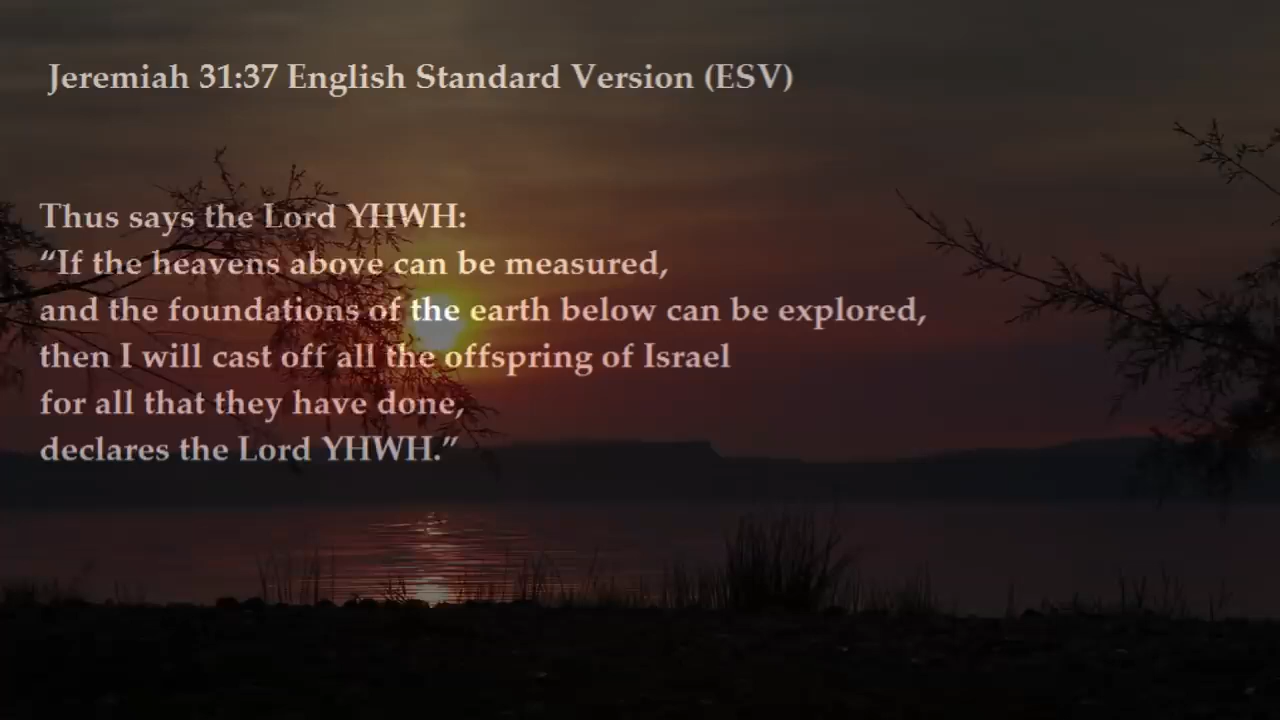 Jeremiah 31:37 English Standard Version (ESV)
Thus says the Lord YHWH:
“If the heavens above can be measured,
and the foundations of the earth below can be explored,
then I will cast off all the offspring of Israel
for all that they have done,
declares the Lord YHWH.”